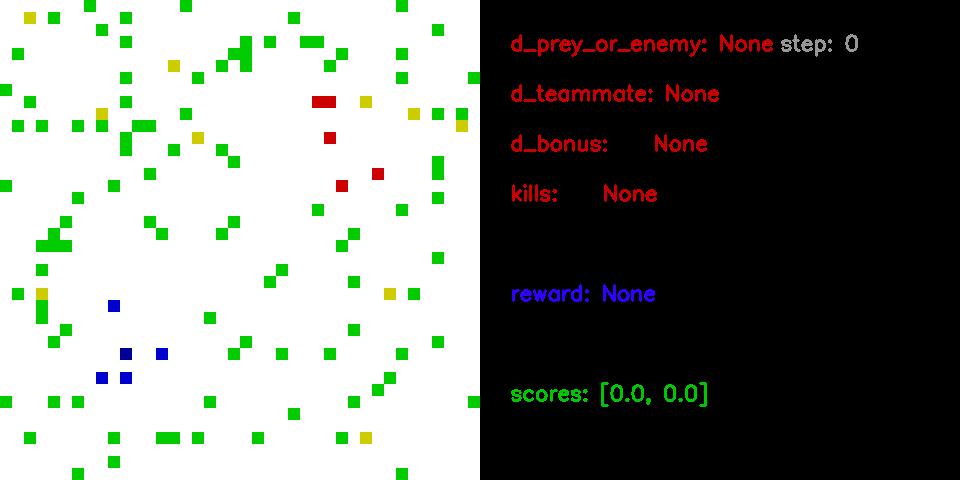 d_prey_or_enemy: None step: 0
d_teammate: None
d_bonus: None
kills: None
reward: None
scores: [0.0, 0.0]